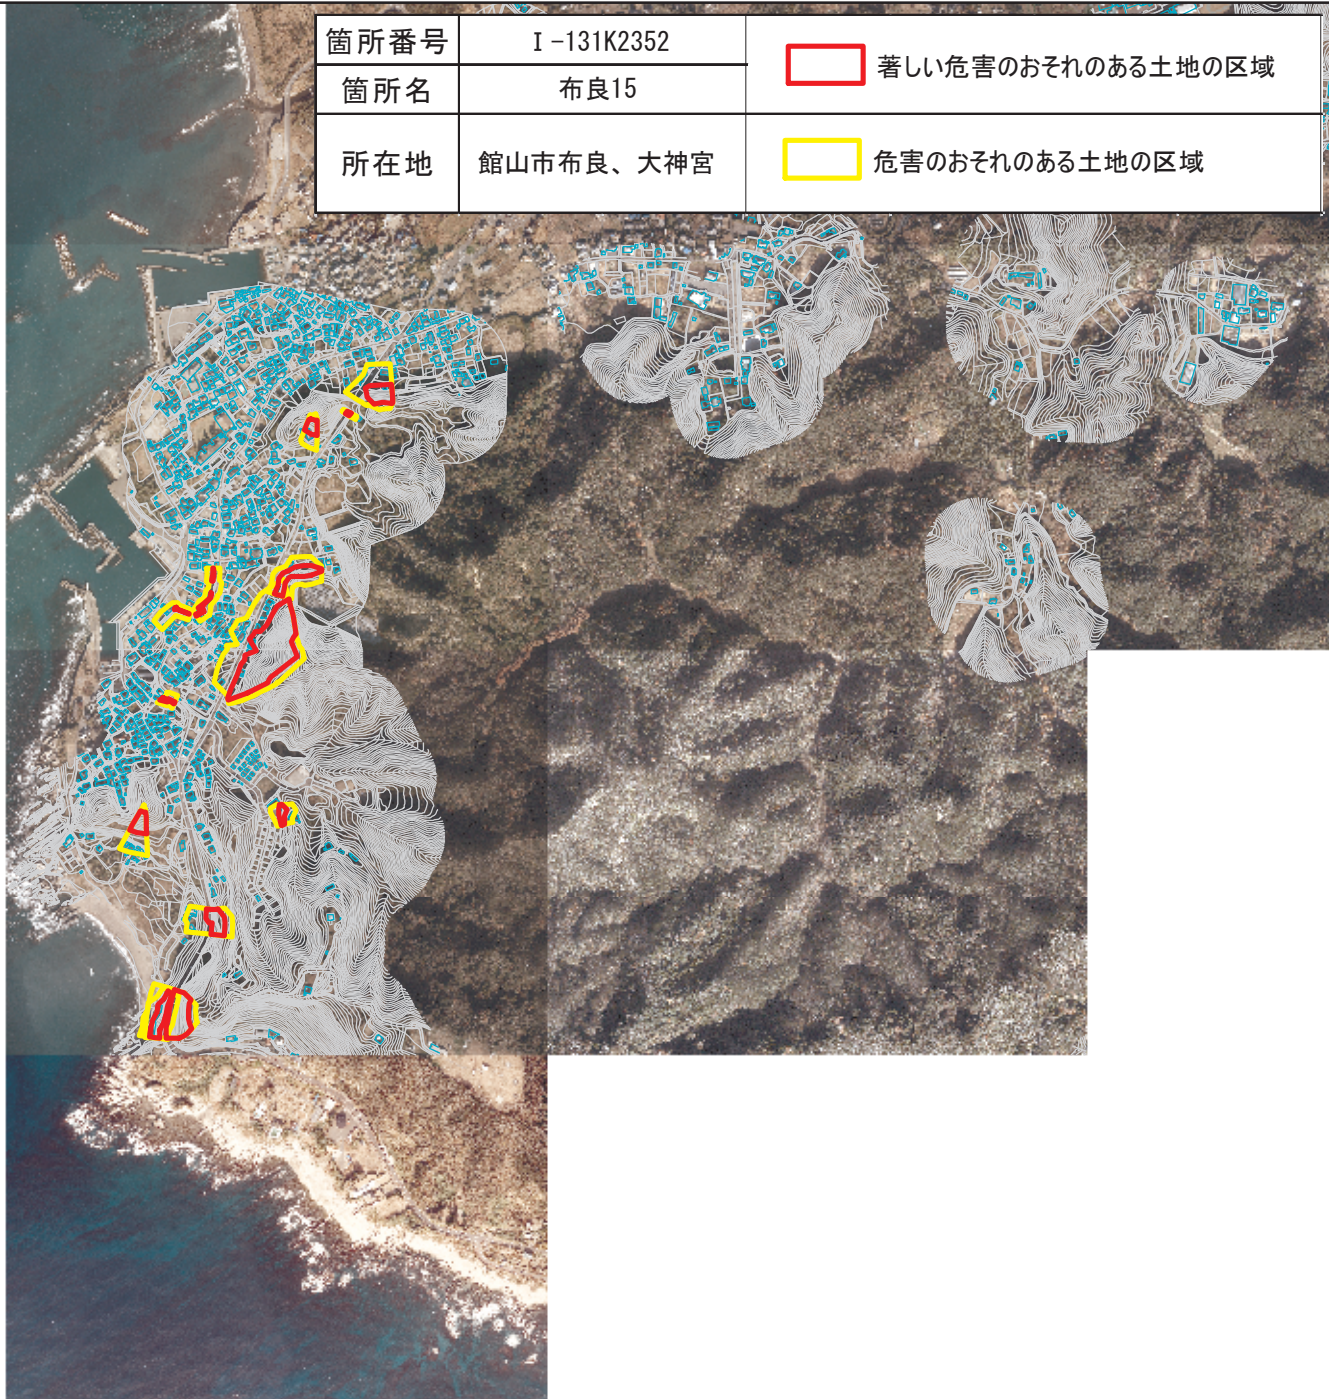 箇所番号 Ⅰ-131K2352
著しい危害のおそれのある土地の区域
箇所名 布良15
所在地 館山市布良、大神宮
危害のおそれのある土地の区域